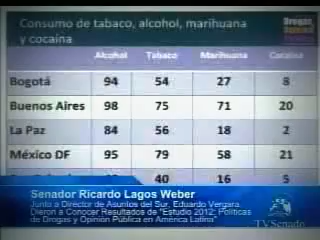 Consumo de tabaco, alcohol, marihuana
y cocaína
Drogas,
Alcohol Tabaco Marihuana Cocaína
Bogotá 94 54 27 8
Buenos Aires 98 75 71 20
La Paz 84 56 18 2
México DF 95 79 58 21
40 16 5
Senador Ricardo Lagos Weber
Junto a Director de Asuntos del Sur, Eduardo Vergara,
Dieron a Conocer Resultados de "Estudio 2012; Políticas
de Drogas y Opinión Pública en América Latina"
TVSenado